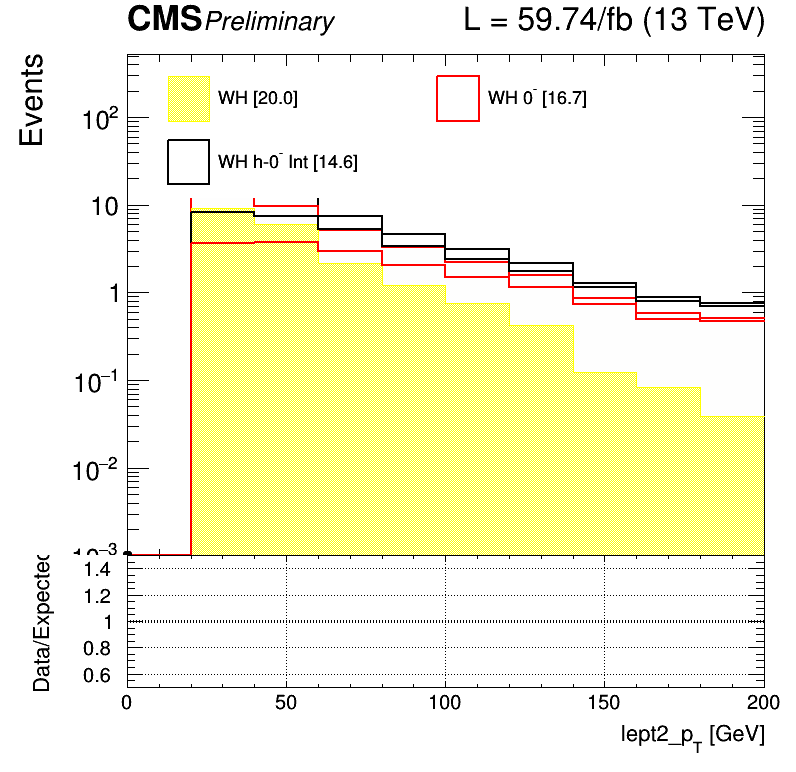 CMS Preliminary L = 59.74/fb (13 TeV)
Events
WH [20.0]
WH 0⁻ [16.7]
WH h-0⁻ Int [14.6]
10²
10
1
10⁻¹
10⁻²
10⁻³
Data/Expected
1.4
1.2
1
0.8
0.6
0 50 100 150 200
lept2_p_T [GeV]